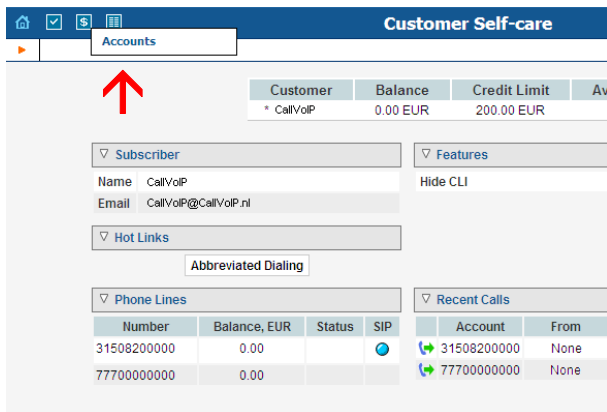 Customer Self-care
Accounts
Customer Balance Credit Limit
* CallVoIP 0.00 EUR 200.00 EUR
Subscriber
Name CallVoIP
Email CallVoIP@CallVoIP.nl
Features
Hide CLI
Hot Links
Abbreviated Dialing
Phone Lines
Number Balance, EUR Status SIP
31508200000 0.00
77700000000 0.00
Recent Calls
Account From
31508200000 None
77700000000 None